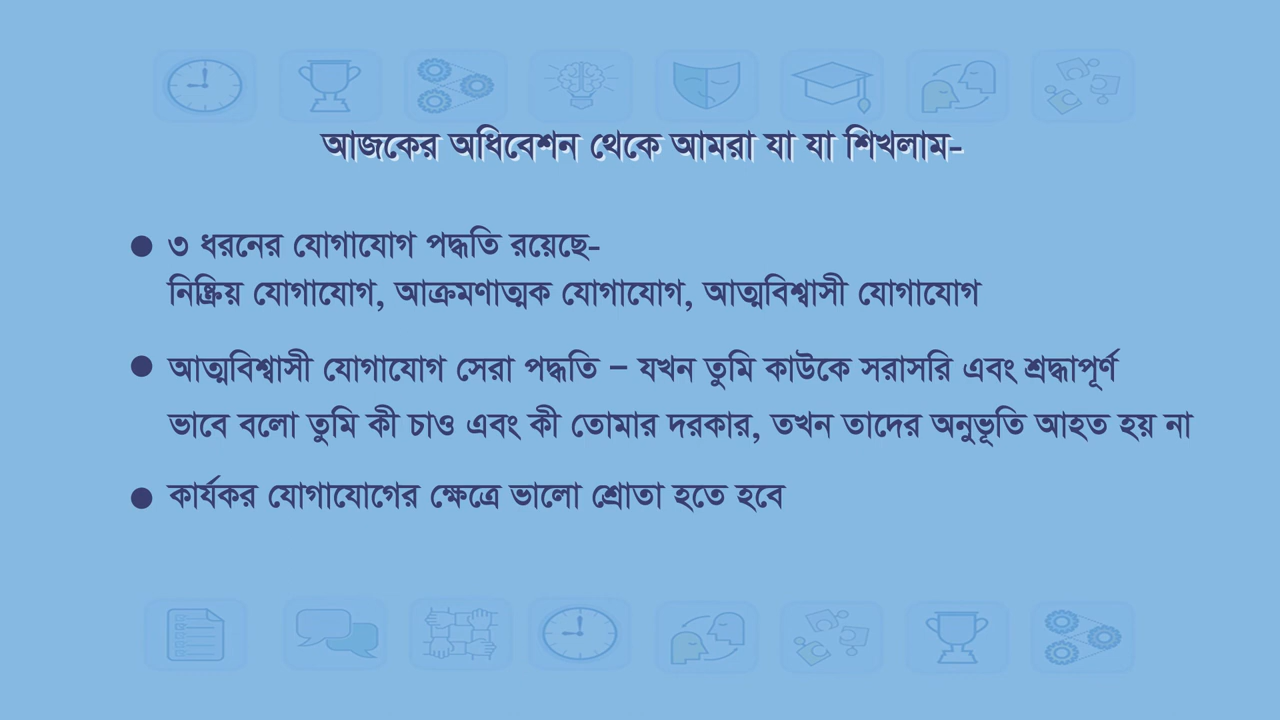 আজকের অধিবেশন থেকে আমরা যা যা শিখলাম-
● ৩ ধরনের যোগাযোগ পদ্ধতি রয়েছে-
নিষ্ক্রিয় যোগাযোগ, আক্রমণাত্মক যোগাযোগ, আত্মবিশ্বাসী যোগাযোগ
● আত্মবিশ্বাসী যোগাযোগ সেরা পদ্ধতি – যখন তুমি কাউকে সরাসরি এবং শ্রদ্ধাপূর্ণ
ভাবে বলো তুমি কী চাও এবং কী তোমার দরকার, তখন তাদের অনুভূতি আহত হয় না
● কার্যকর যোগাযোগের ক্ষেত্রে ভালো শ্রোতা হতে হবে